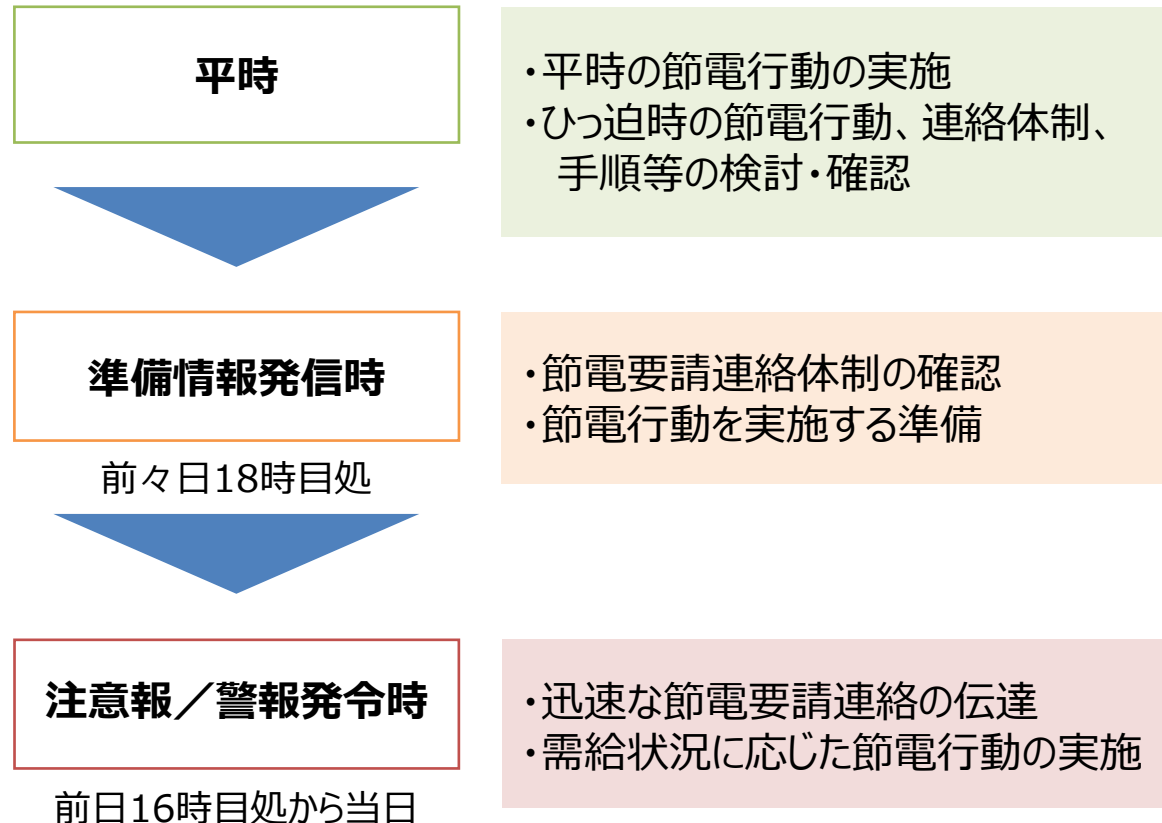 平時
・平時の節電行動の実施
・ひっ迫時の節電行動、連絡体制、
手順等の検討・確認
準備情報発信時
前々日18時目処
・節電要請連絡体制の確認
・節電行動を実施する準備
注意報／警報発令時
前日16時目処から当日
・迅速な節電要請連絡の伝達
・需給状況に応じた節電行動の実施